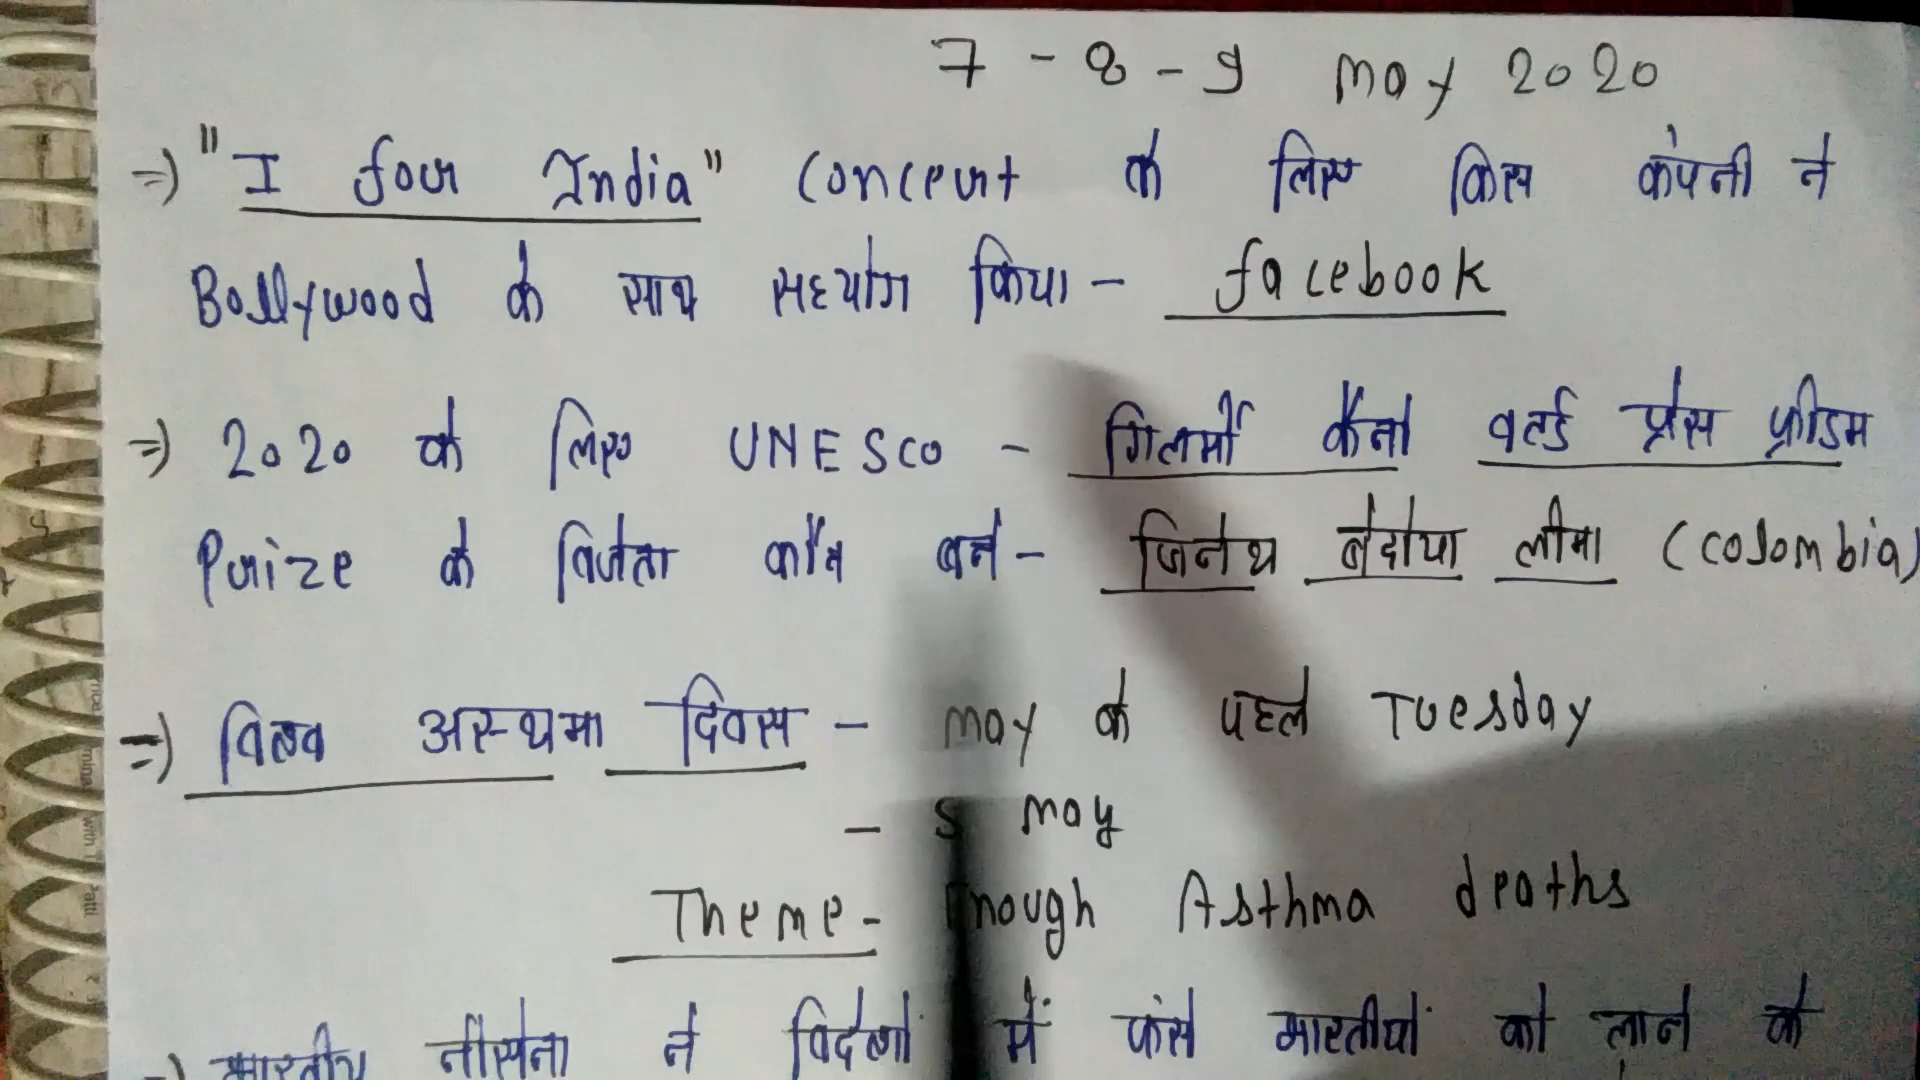 7 - 8 - 9 May 2020
=> "I for India" Concert के लिए किस कंपनी ने
Bollywood के साथ सहयोग किया - facebook
=> 2020 के लिए UNESCO - गिलर्मो कैनो वर्ल्ड प्रेस फ्रीडम
Prize के विजेता कौन बने - जिनेथ बेदोया लीमा (Colombia)
=> विश्व अस्थमा दिवस - May के पहले Tuesday
- 5 may
Theme - Enough Asthma deaths
=> भारतीय नौसेना ने विदेशों में फंसे भारतीयों को लाने के